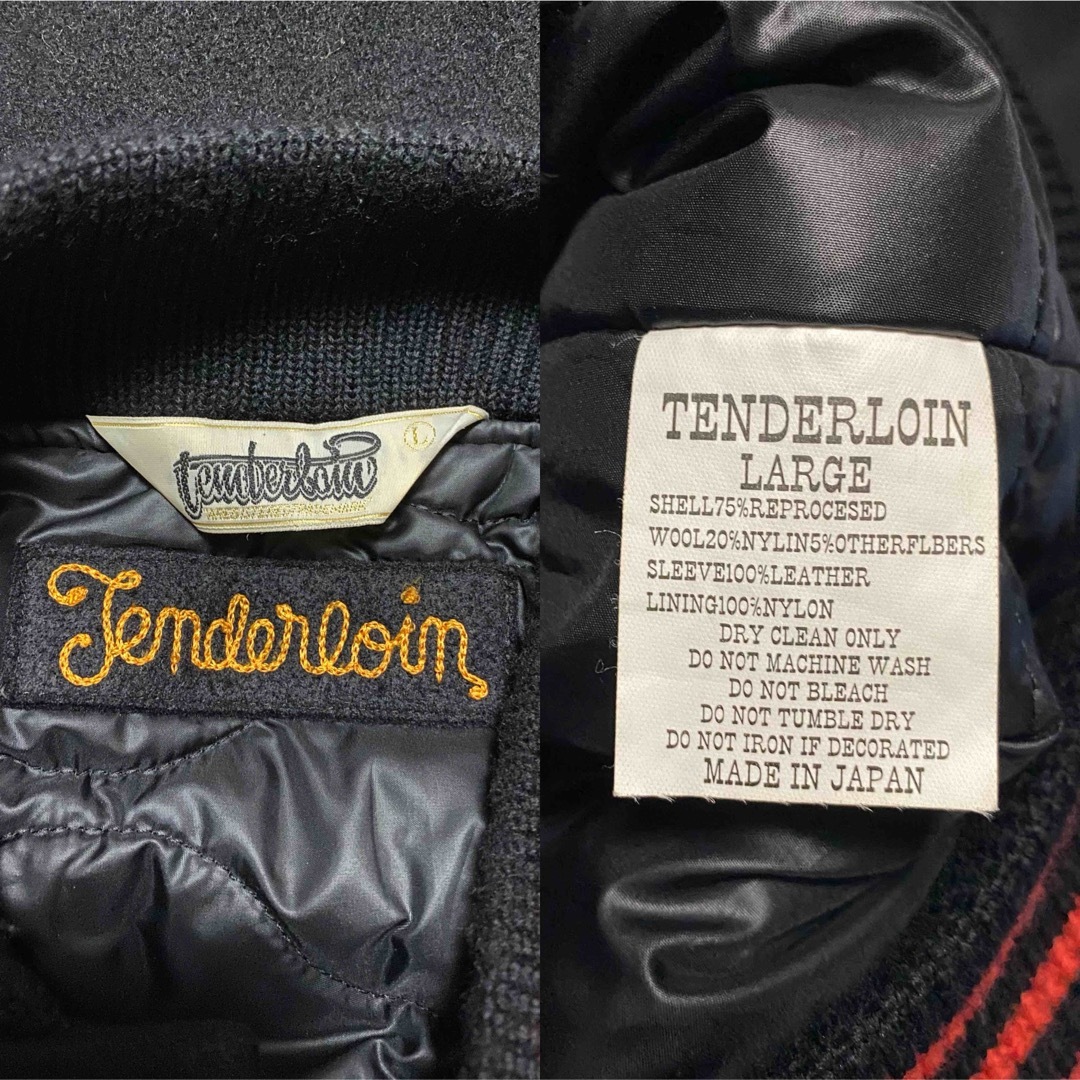 L
tenderloin
Tenderloin
TENDERLOIN
LARGE
SHELL75%REPROCESED
WOOL20%NYLIN5%OTHERFLBERS
SLEEVE100%LEATHER
LINING100%NYLON
DRY CLEAN ONLY
DO NOT MACHINE WASH
DO NOT BLEACH
DO NOT TUMBLE DRY
DO NOT IRON IF DECORATED
MADE IN JAPAN